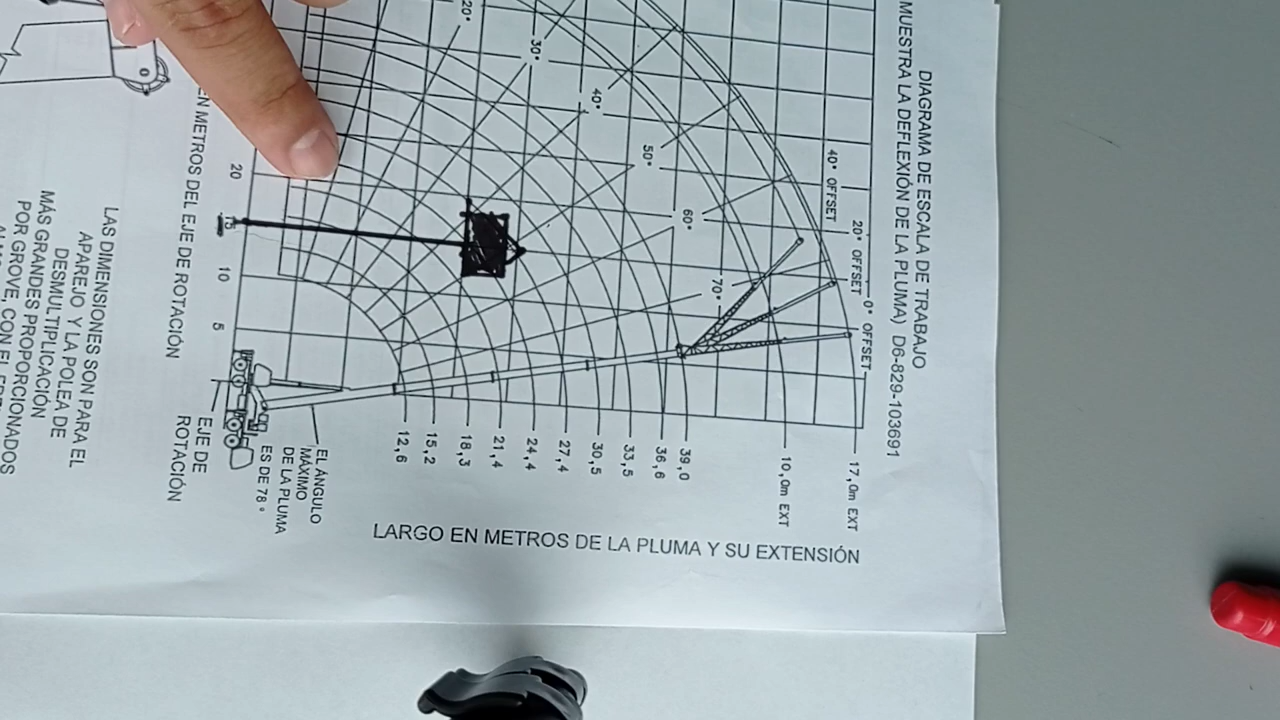 DIAGRAMA DE ESCALA DE TRABAJO
MUESTRA LA DEFLEXIÓN DE LA PLUMA) D6-829-103691
40° OFFSET
20° OFFSET
0° OFFSET
20°
30°
40°
50°
60°
70°
17,0m EXT
10,0m EXT
39,0
36,6
33,5
30,5
27,4
24,4
21,4
18,3
15,2
12,6
LARGO EN METROS DE LA PLUMA Y SU EXTENSIÓN
EL ÁNGULO
MÁXIMO
DE LA PLUMA
ES DE 78°
20
15
10
5
EN METROS DEL EJE DE ROTACIÓN
EJE DE
ROTACIÓN
LAS DIMENSIONES SON PARA EL
APAREJO Y LA POLEA DE
DESMULTIPLICACIÓN
MÁS GRANDES PROPORCIONADOS
POR GROVE, CON EL